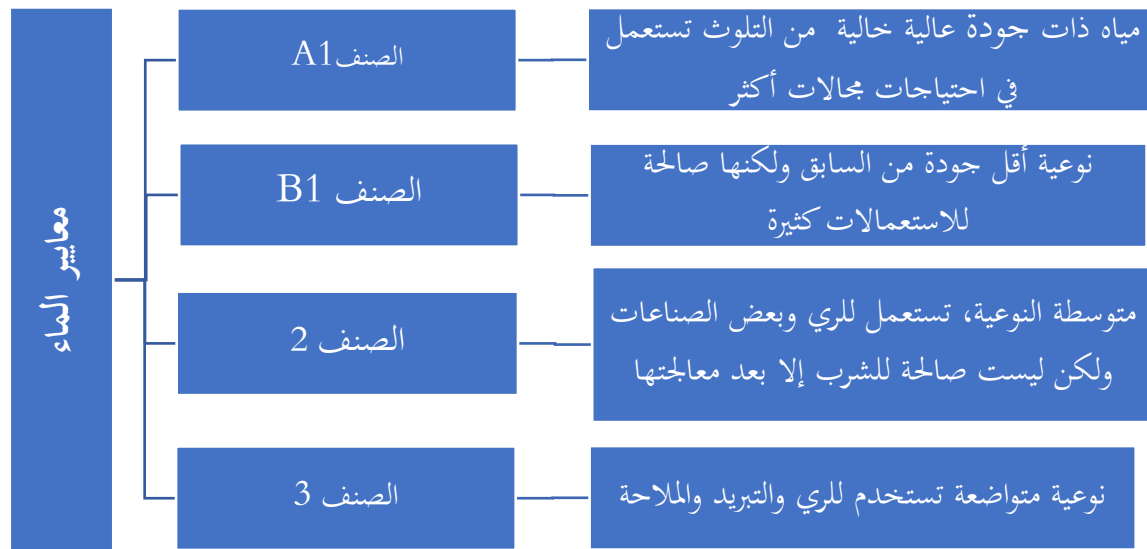 معايير الماء
الصنفA1
مياه ذات جودة عالية خالية من التلوث تستعمل
في احتياجات مجالات أكثر
الصنف B1
نوعية أقل جودة من السابق ولكنها صالحة
للاستعمالات كثيرة
الصنف 2
متوسطة النوعية، تستعمل للري وبعض الصناعات
ولكن ليست صالحة للشرب إلا بعد معالجتها
الصنف 3
نوعية متواضعة تستخدم للري والتبريد والملاحة